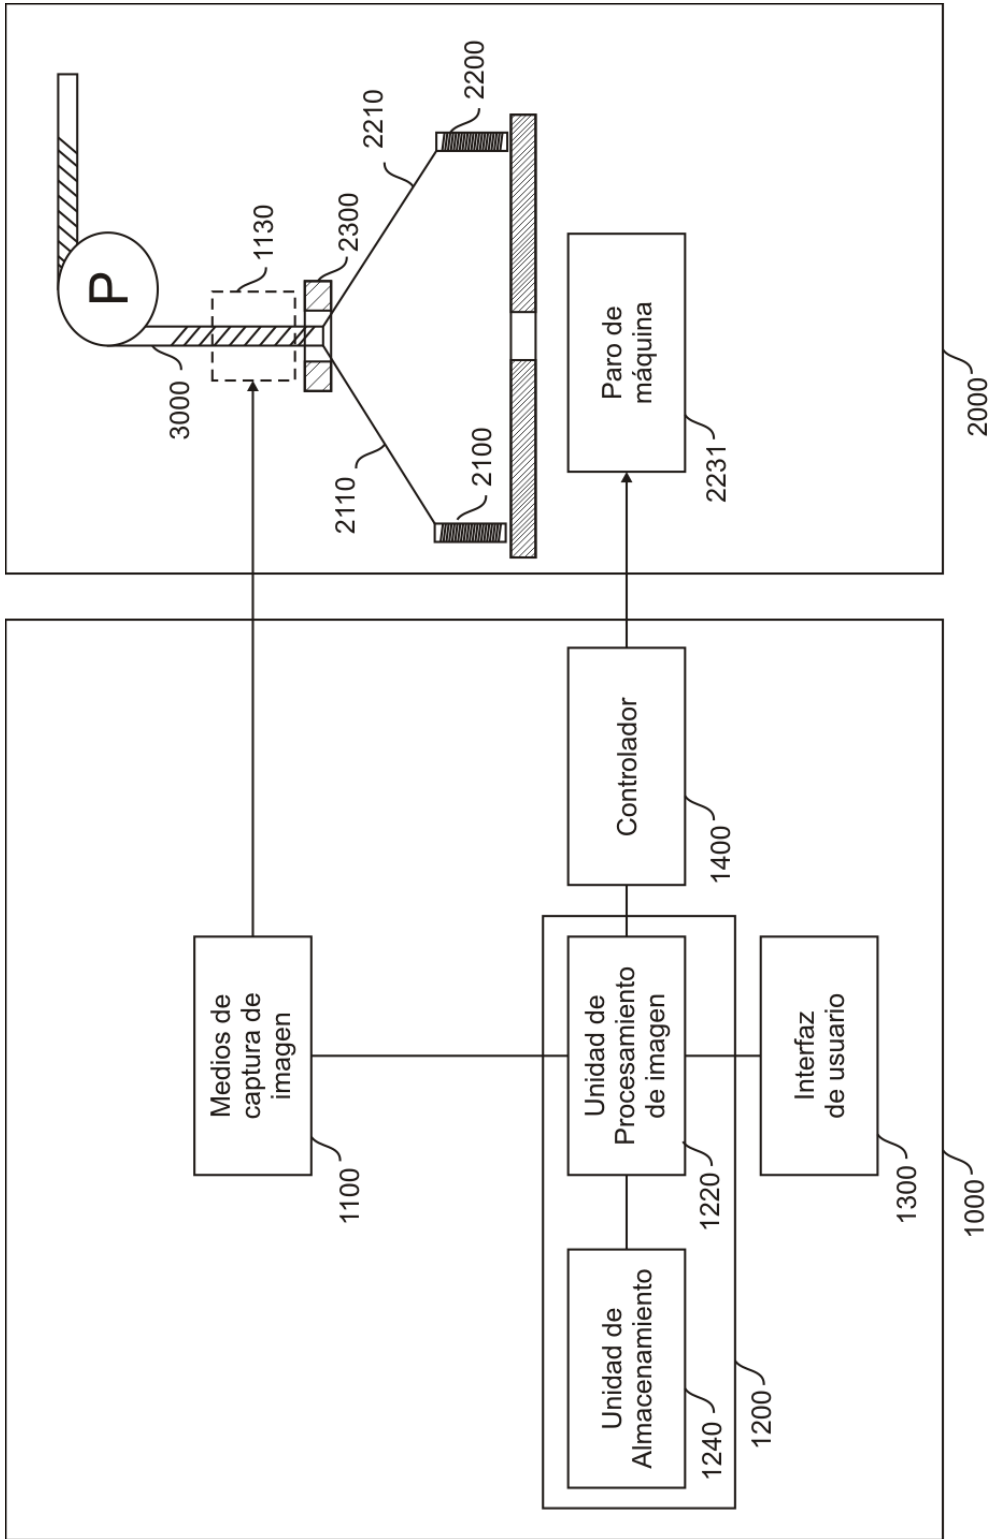 Medios de
captura de
imagen
1100
P
3000
1130
2300
2110
2210
2100
2200
Unidad de
Almacenamiento
1240
Unidad de
Procesamiento
de imagen
1220
1200
Controlador
1400
Paro de
máquina
2231
Interfaz
de usuario
1300
1000
2000